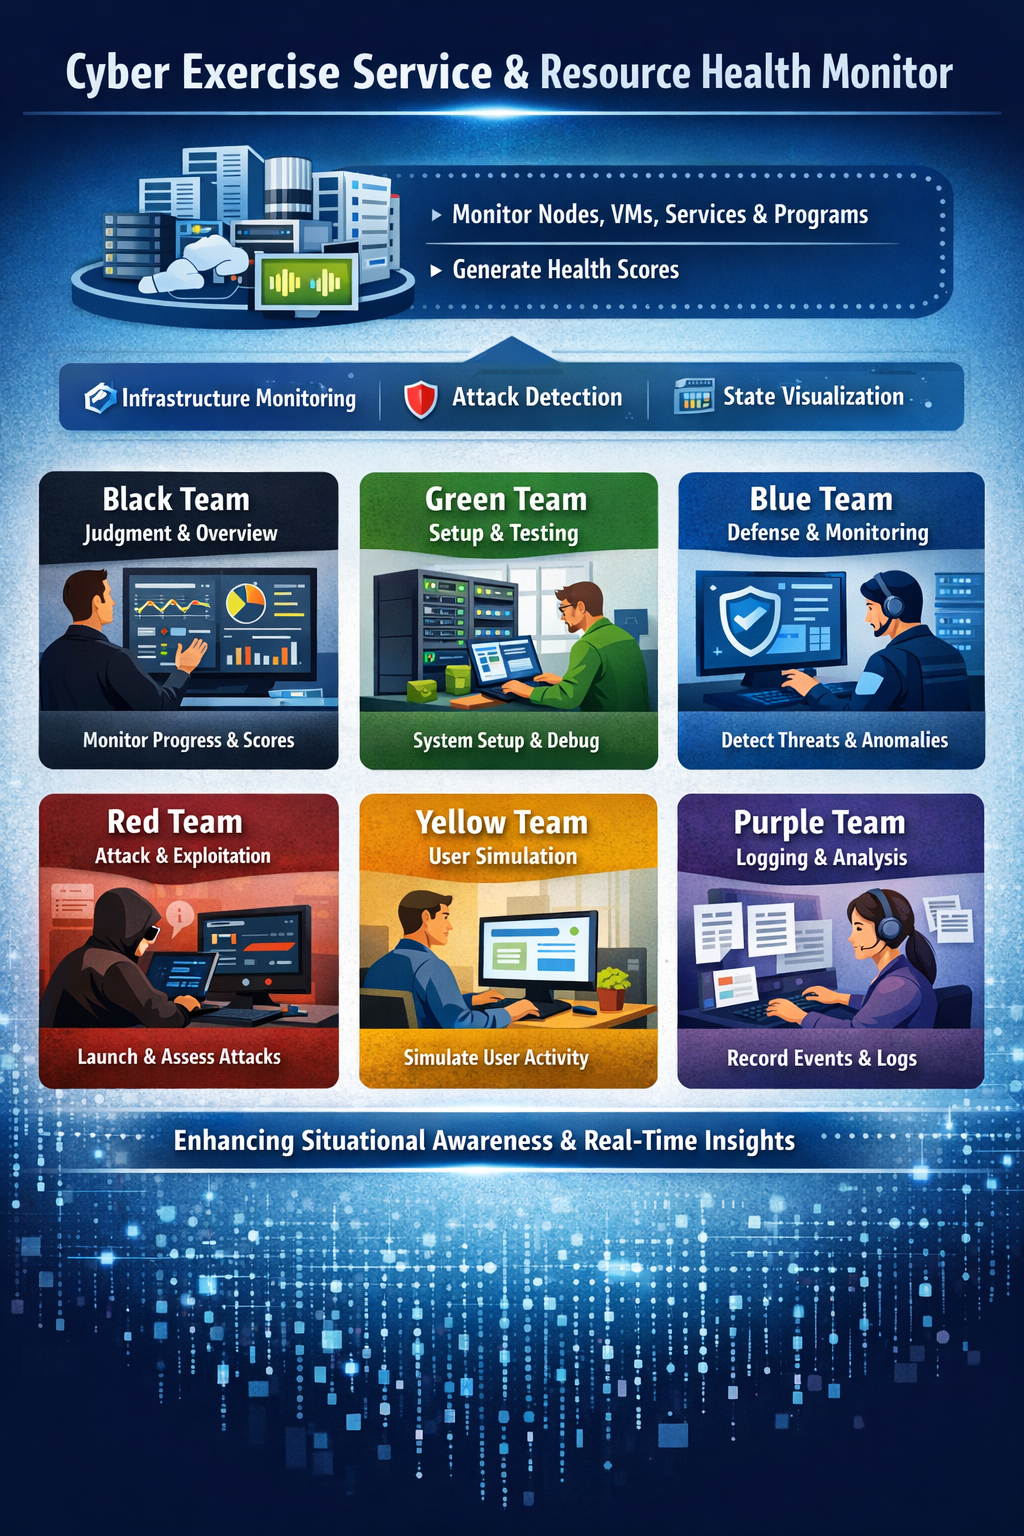 Cyber Exercise Service & Resource Health Monitor
Monitor Nodes, VMs, Services & Programs
Generate Health Scores
Infrastructure Monitoring
Attack Detection
State Visualization
Black Team
Judgment & Overview
Monitor Progress & Scores
Green Team
Setup & Testing
System Setup & Debug
Blue Team
Defense & Monitoring
Detect Threats & Anomalies
Red Team
Attack & Exploitation
Launch & Assess Attacks
Yellow Team
User Simulation
Simulate User Activity
Purple Team
Logging & Analysis
Record Events & Logs
Enhancing Situational Awareness & Real-Time Insights